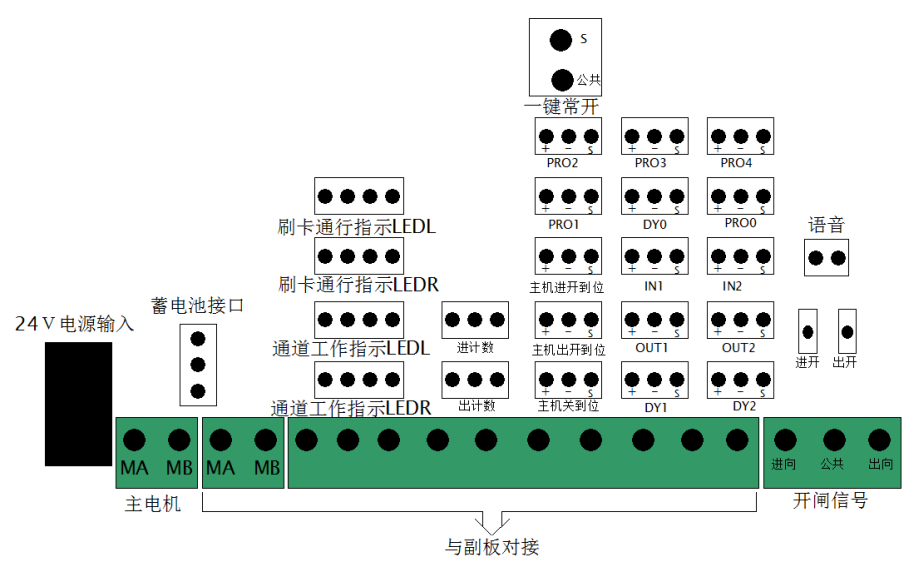 S
公共
一键常开
+ − S
+ − S
+ − S
PRO2
PRO3
PRO4
+ − S
+ − S
+ − S
刷卡通行指示LEDL
PRO1
DY0
PRO0
语音
+ − S
+ − S
+ − S
刷卡通行指示LEDR
主机进开到位
IN1
IN2
蓄电池接口
24V电源输入
+ − S
+ − S
+ − S
通道工作指示LEDL
进计数
主机出开到位
OUT1
OUT2
进开
出开
+ − S
+ − S
+ − S
通道工作指示LEDR
出计数
主机关到位
DY1
DY2
MA
MB
MA
MB
进向
公共
出向
主电机
开闸信号
与副板对接